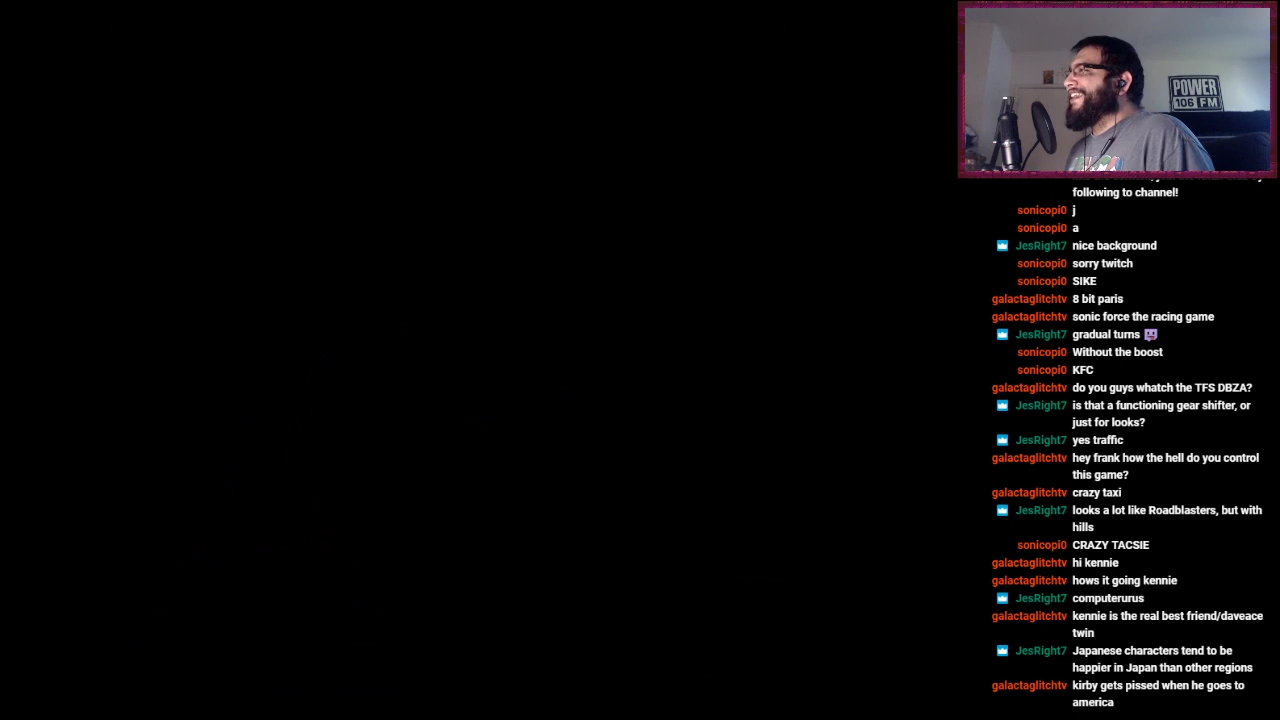 POWER
106 FM
following to channel!
sonicopi0 j
sonicopi0 a
JesRight7 nice background
sonicopi0 sorry twitch
sonicopi0 SIKE
galactaglitchtv 8 bit paris
galactaglitchtv sonic force the racing game
JesRight7 gradual turns
sonicopi0 Without the boost
sonicopi0 KFC
galactaglitchtv do you guys whatch the TFS DBZA?
JesRight7 is that a functioning gear shifter, or
just for looks?
JesRight7 yes traffic
galactaglitchtv hey frank how the hell do you control
this game?
galactaglitchtv crazy taxi
JesRight7 looks a lot like Roadblasters, but with
hills
sonicopi0 CRAZY TACSIE
galactaglitchtv hi kennie
galactaglitchtv hows it going kennie
JesRight7 computerurus
galactaglitchtv kennie is the real best friend/daveace
twin
JesRight7 Japanese characters tend to be
happier in Japan than other regions
galactaglitchtv kirby gets pissed when he goes to
america